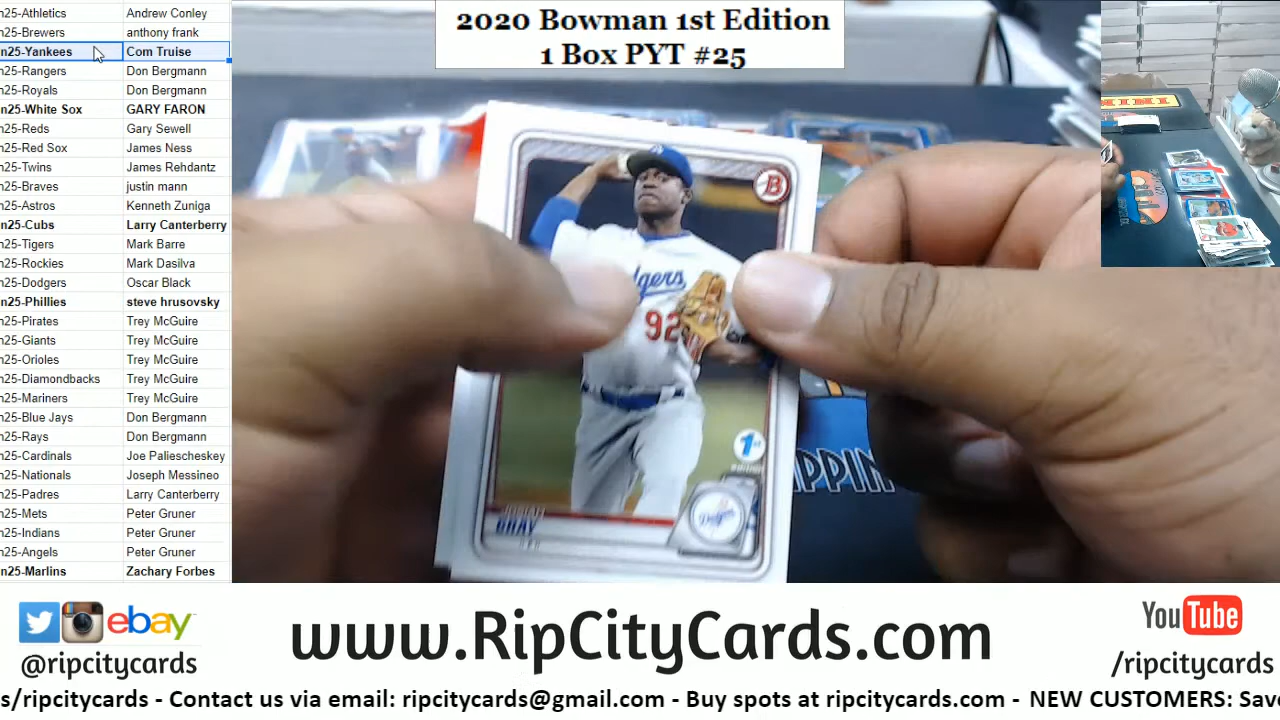 n25-Athletics Andrew Conley
n25-Brewers anthony frank
n25-Yankees Com Truise
n25-Rangers Don Bergmann
n25-Royals Don Bergmann
n25-White Sox GARY FARON
n25-Reds Gary Sewell
n25-Red Sox James Ness
n25-Twins James Rehdantz
n25-Braves justin mann
n25-Astros Kenneth Zuniga
n25-Cubs Larry Canterberry
n25-Tigers Mark Barre
n25-Rockies Mark Dasilva
n25-Dodgers Oscar Black
n25-Phillies steve hrusovsky
n25-Pirates Trey McGuire
n25-Giants Trey McGuire
n25-Orioles Trey McGuire
n25-Diamondbacks Trey McGuire
n25-Mariners Trey McGuire
n25-Blue Jays Don Bergmann
n25-Rays Don Bergmann
n25-Cardinals Joe Paliescheskey
n25-Nationals Joseph Messineo
n25-Padres Larry Canterberry
n25-Mets Peter Gruner
n25-Indians Peter Gruner
n25-Angels Peter Gruner
n25-Marlins Zachary Forbes
2020 Bowman 1st Edition
1 Box PYT #25
B
dgers
92
1st
EDITION
JOSIAH
GRAY
Dodgers
PPIN
ebay
@ripcitycards
www.RipCityCards.com
YouTube
/ripcitycards
s/ripcitycards - Contact us via email: ripcitycards@gmail.com - Buy spots at ripcitycards.com - NEW CUSTOMERS: Save